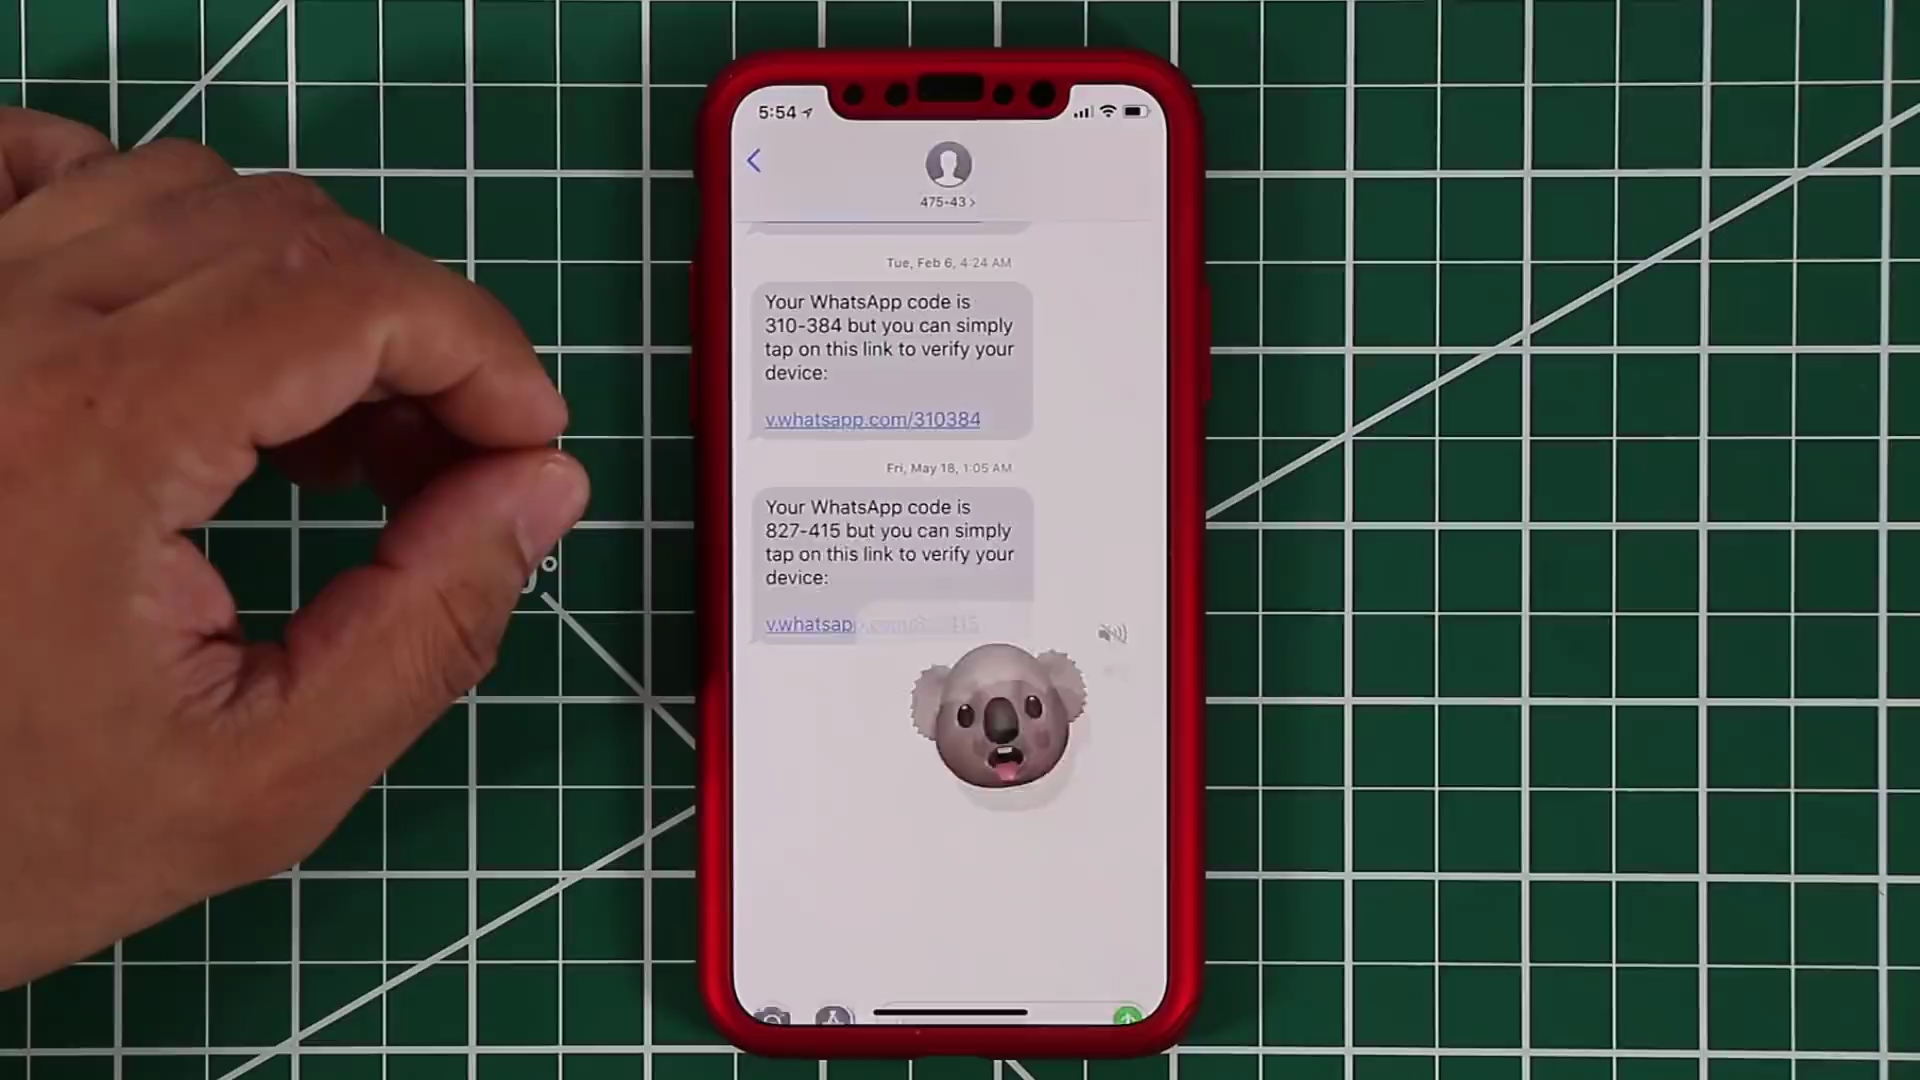 5:54
475-43 >
Tue, Feb 6, 4:24 AM
Your WhatsApp code is
310-384 but you can simply
tap on this link to verify your
device:
v.whatsapp.com/310384
Fri, May 18, 1:05 AM
Your WhatsApp code is
827-415 but you can simply
tap on this link to verify your
device:
v.whatsapp.com/